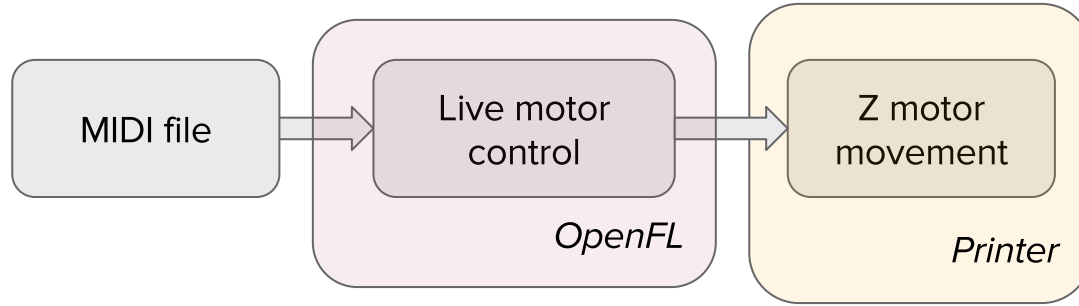 MIDI file
Live motor
control
OpenFL
Z motor
movement
Printer